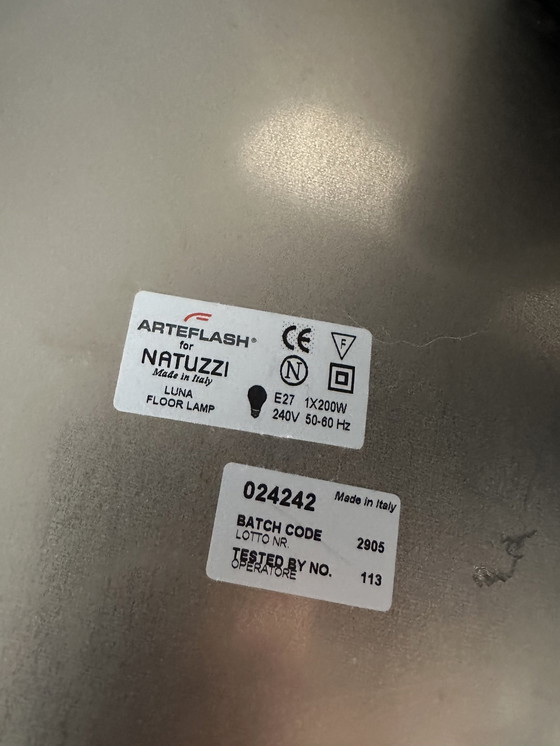 ARTEFLASH®
for
NATUZZI
Made in Italy
LUNA
FLOOR LAMP
CE
F
N
E27 1X200W
240V 50-60 Hz
024242 Made in Italy
BATCH CODE 2905
LOTTO NR.
TESTED BY NO. 113
OPERATORE